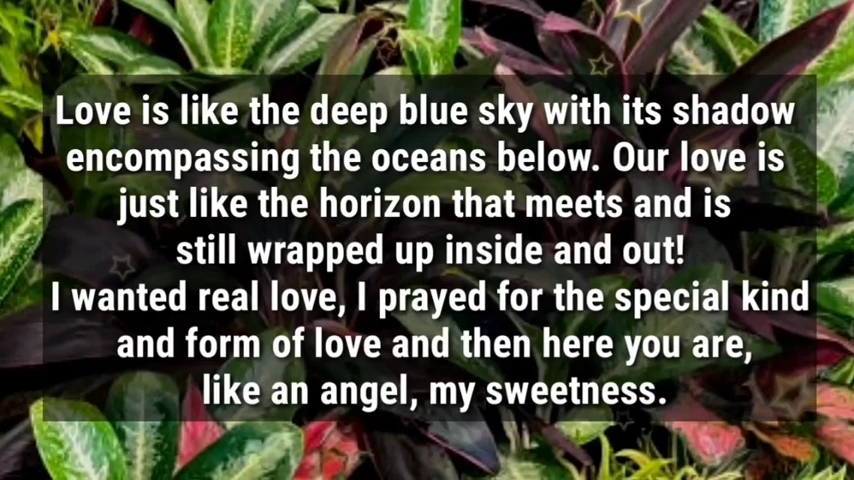 Love is like the deep blue sky with its shadow
encompassing the oceans below. Our love is
just like the horizon that meets and is
still wrapped up inside and out!
I wanted real love, I prayed for the special kind
and form of love and then here you are,
like an angel, my sweetness.